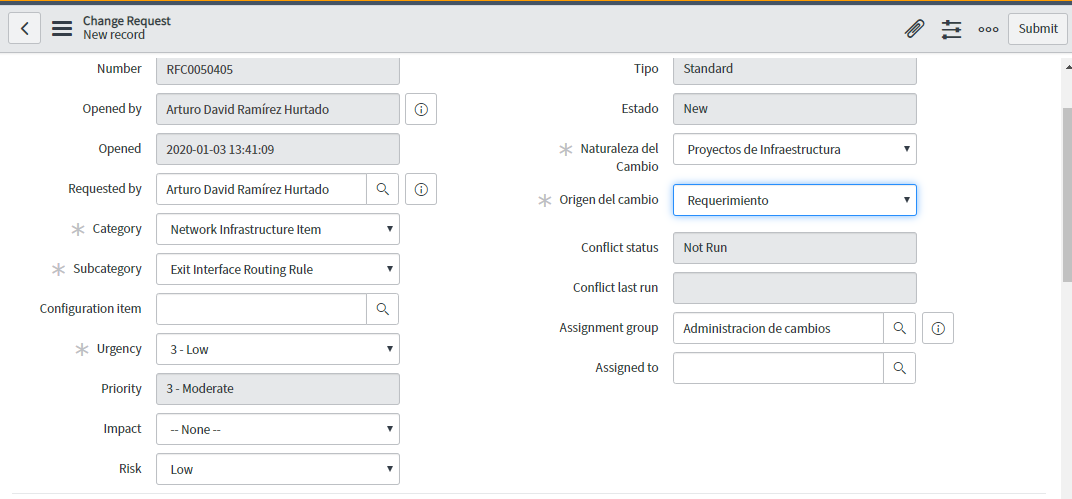 Change Request
New record
Submit
Number RFC0050405
Opened by Arturo David Ramírez Hurtado
Opened 2020-01-03 13:41:09
Requested by Arturo David Ramírez Hurtado
Category Network Infrastructure Item
Subcategory Exit Interface Routing Rule
Configuration item
Urgency 3 - Low
Priority 3 - Moderate
Impact -- None --
Risk Low
Tipo Standard
Estado New
Naturaleza del Proyectos de Infraestructura
Cambio
Origen del cambio Requerimiento
Conflict status Not Run
Conflict last run
Assignment group Administracion de cambios
Assigned to